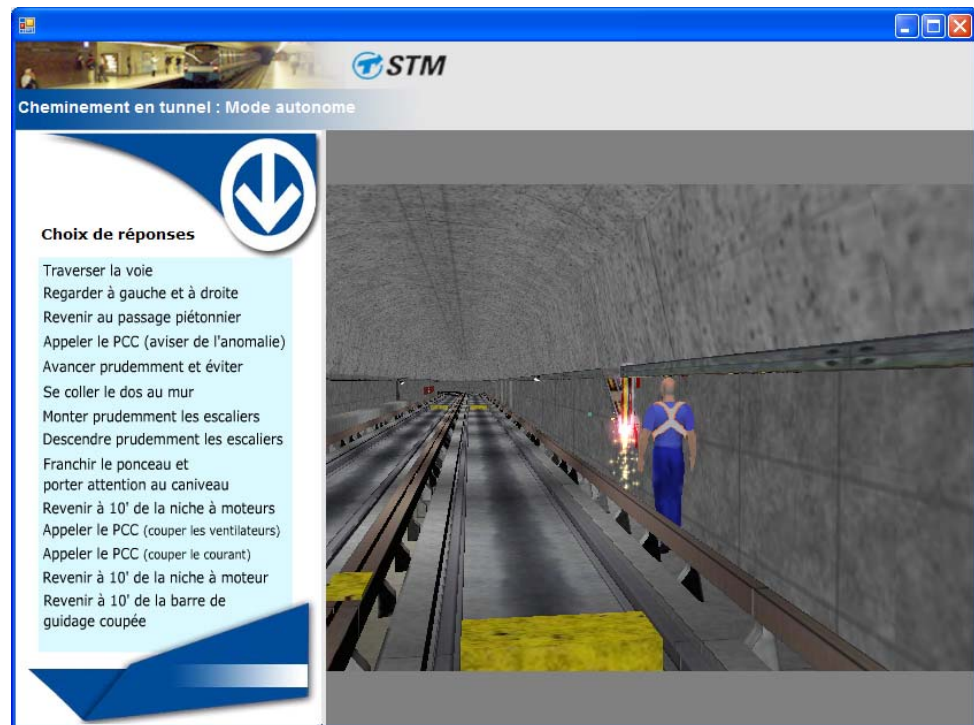 STM
Cheminement en tunnel : Mode autonome
Choix de réponses
Traverser la voie
Regarder à gauche et à droite
Revenir au passage piétonnier
Appeler le PCC (aviser de l'anomalie)
Avancer prudemment et éviter
Se coller le dos au mur
Monter prudemment les escaliers
Descendre prudemment les escaliers
Franchir le ponceau et
porter attention au caniveau
Revenir à 10' de la niche à moteurs
Appeler le PCC (couper les ventilateurs)
Appeler le PCC (couper le courant)
Revenir à 10' de la niche à moteur
Revenir à 10' de la barre de
guidage coupée